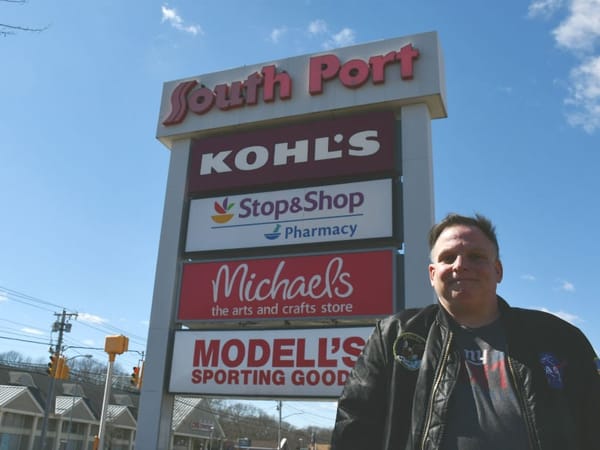 South Port
KOHL'S
Stop&Shop
Pharmacy
Michaels
the arts and crafts store
MODELL'S
SPORTING GOOD